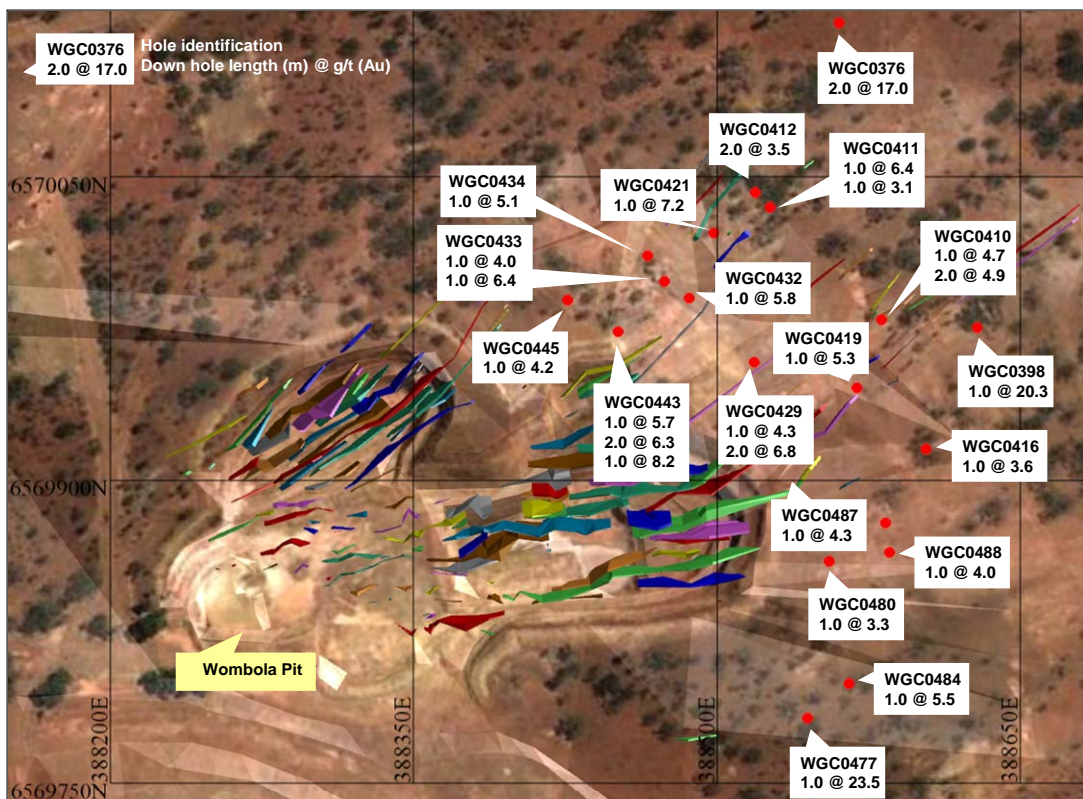 WGC0376
2.0 @ 17.0
Hole identification
Down hole length (m) @ g/t (Au)
WGC0376
2.0 @ 17.0
WGC0412
2.0 @ 3.5
WGC0411
1.0 @ 6.4
1.0 @ 3.1
6570050N
WGC0434
1.0 @ 5.1
WGC0421
1.0 @ 7.2
WGC0410
1.0 @ 4.7
2.0 @ 4.9
WGC0433
1.0 @ 4.0
1.0 @ 6.4
WGC0432
1.0 @ 5.8
WGC0445
1.0 @ 4.2
WGC0419
1.0 @ 5.3
WGC0398
1.0 @ 20.3
WGC0443
1.0 @ 5.7
2.0 @ 6.3
1.0 @ 8.2
WGC0429
1.0 @ 4.3
2.0 @ 6.8
WGC0416
1.0 @ 3.6
6569900N
WGC0487
1.0 @ 4.3
WGC0488
1.0 @ 4.0
WGC0480
1.0 @ 3.3
Wombola Pit
WGC0484
1.0 @ 5.5
388200E
388350E
388500E
388650E
WGC0477
1.0 @ 23.5
6569750N